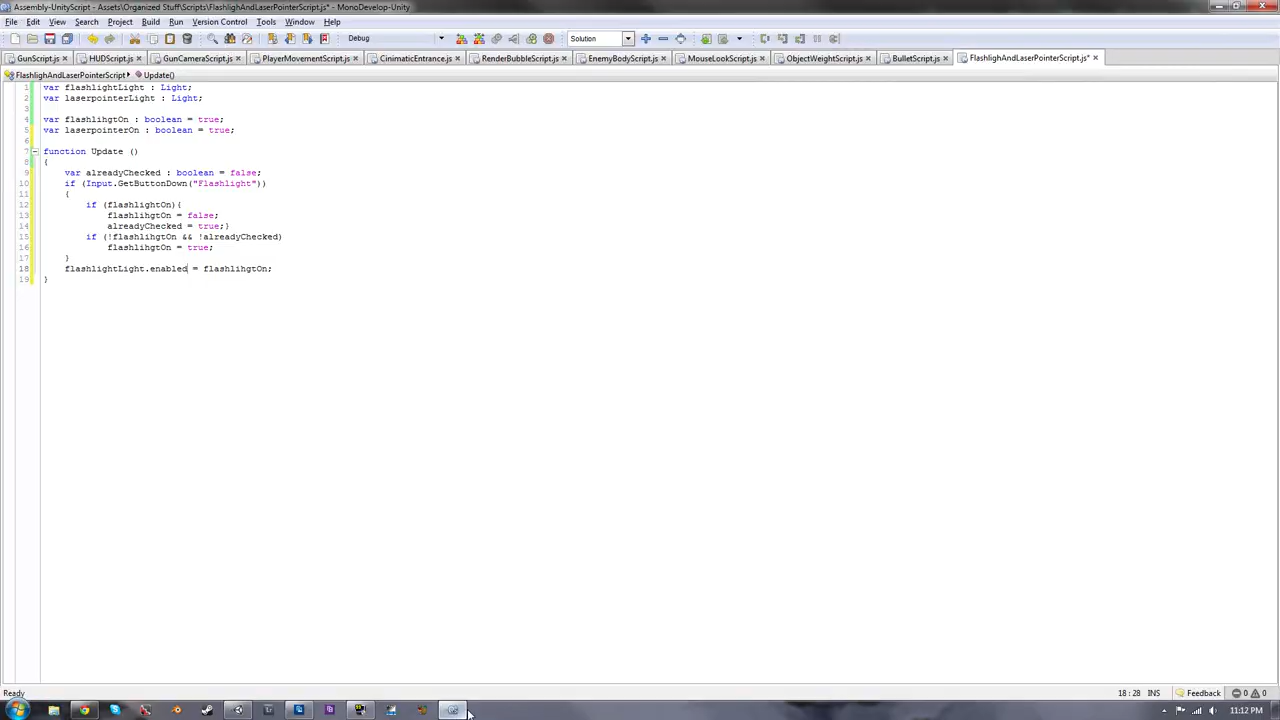 Assembly-UnityScript - Assets\Organized Stuff\Scripts\FlashlighAndLaserPointerScript.js* - MonoDevelop-Unity
File Edit View Search Project Build Run Version Control Tools Window Help
Debug Solution
GunScript.js HUDScript.js GunCameraScript.js PlayerMovementScript.js CinimaticEntrance.js RenderBubbleScript.js EnemyBodyScript.js MouseLookScript.js ObjectWeightScript.js BulletScript.js FlashlighAndLaserPointerScript.js*
FlashlighAndLaserPointerScript Update()
1 var flashlightLight : Light;
2 var laserpointerLight : Light;
3
4 var flashlihgtOn : boolean = true;
5 var laserpointerOn : boolean = true;
6
7 function Update ()
8 {
9 var alreadyChecked : boolean = false;
10 if (Input.GetButtonDown("Flashlight"))
11 {
12 if (flashlightOn){
13 flashlihgtOn = false;
14 alreadyChecked = true;}
15 if (!flashlihgtOn && !alreadyChecked)
16 flashlihgtOn = true;
17 }
18 flashlightLight.enabled = flashlihgtOn;
19 }
Ready 18 : 28 INS Feedback 0 0
11:12 PM